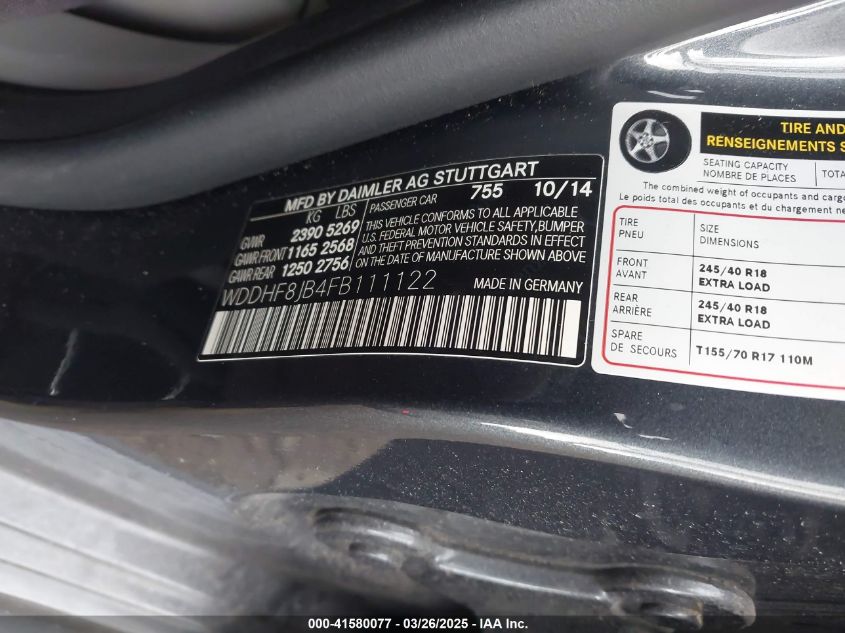 MFD BY DAIMLER AG STUTTGART
KG LBS PASSENGER CAR 755 10/14
GVWR 2390 5269
GAWR FRONT 1165 2568
GAWR REAR 1250 2756
THIS VEHICLE CONFORMS TO ALL APPLICABLE
U.S. FEDERAL MOTOR VEHICLE SAFETY, BUMPER
AND THEFT PREVENTION STANDARDS IN EFFECT
ON THE DATE OF MANUFACTURE SHOWN ABOVE
WDDHF8JB4FB111122 MADE IN GERMANY
TIRE AND
RENSEIGNEMENTS S
SEATING CAPACITY
NOMBRE DE PLACES TOTA
The combined weight of occupants and carg
Le poids total des occupants et du chargement ne
TIRE SIZE
PNEU DIMENSIONS
FRONT 245/40 R18
AVANT EXTRA LOAD
REAR 245/40 R18
ARRIÈRE EXTRA LOAD
SPARE T155/70 R17 110M
DE SECOURS
000-41580077 - 03/26/2025 - IAA Inc.